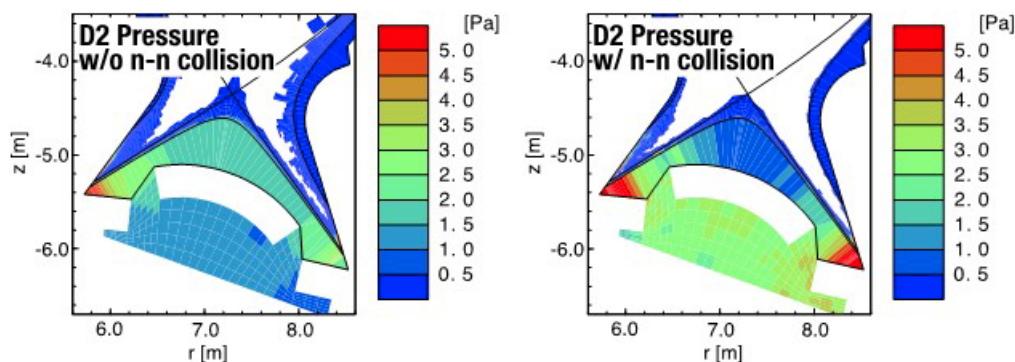 D2 Pressure
w/o n-n collision
[Pa]
5. 0
4. 5
4. 0
3. 5
3. 0
2. 5
2. 0
1. 5
1. 0
0. 5
-4.0
-5.0
-6.0
z [m]
6.0 7.0 8.0
r [m]
D2 Pressure
w/ n-n collision
[Pa]
5. 0
4. 5
4. 0
3. 5
3. 0
2. 5
2. 0
1. 5
1. 0
0. 5
-4.0
-5.0
-6.0
z [m]
6.0 7.0 8.0
r [m]